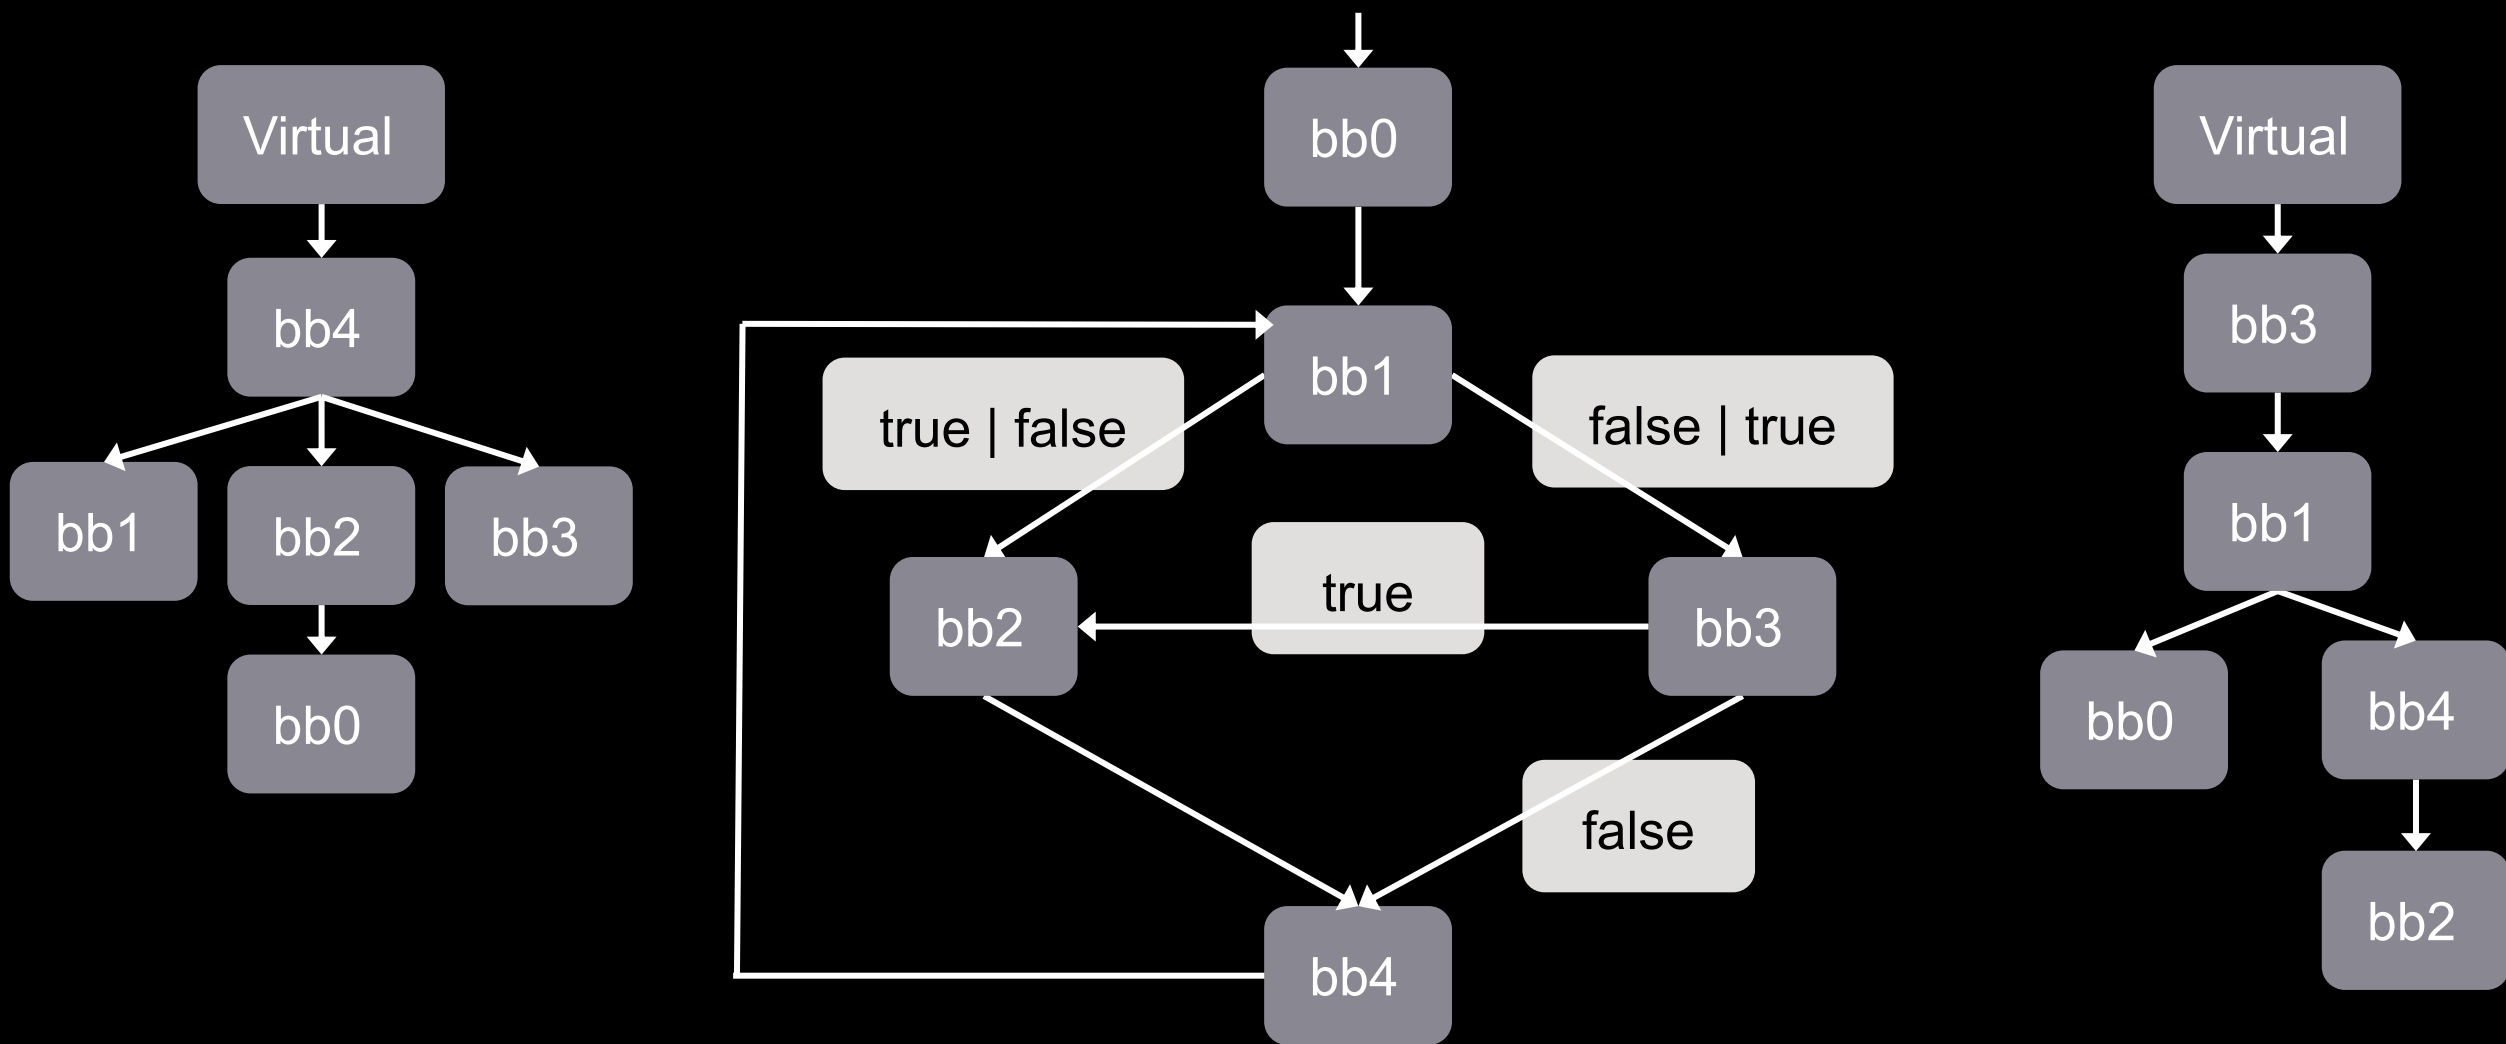 Virtual
bb4
bb1
bb2
bb3
bb0
bb0
bb1
true | false
false | true
true
bb2
bb3
false
bb4
Virtual
bb3
bb1
bb0
bb4
bb2